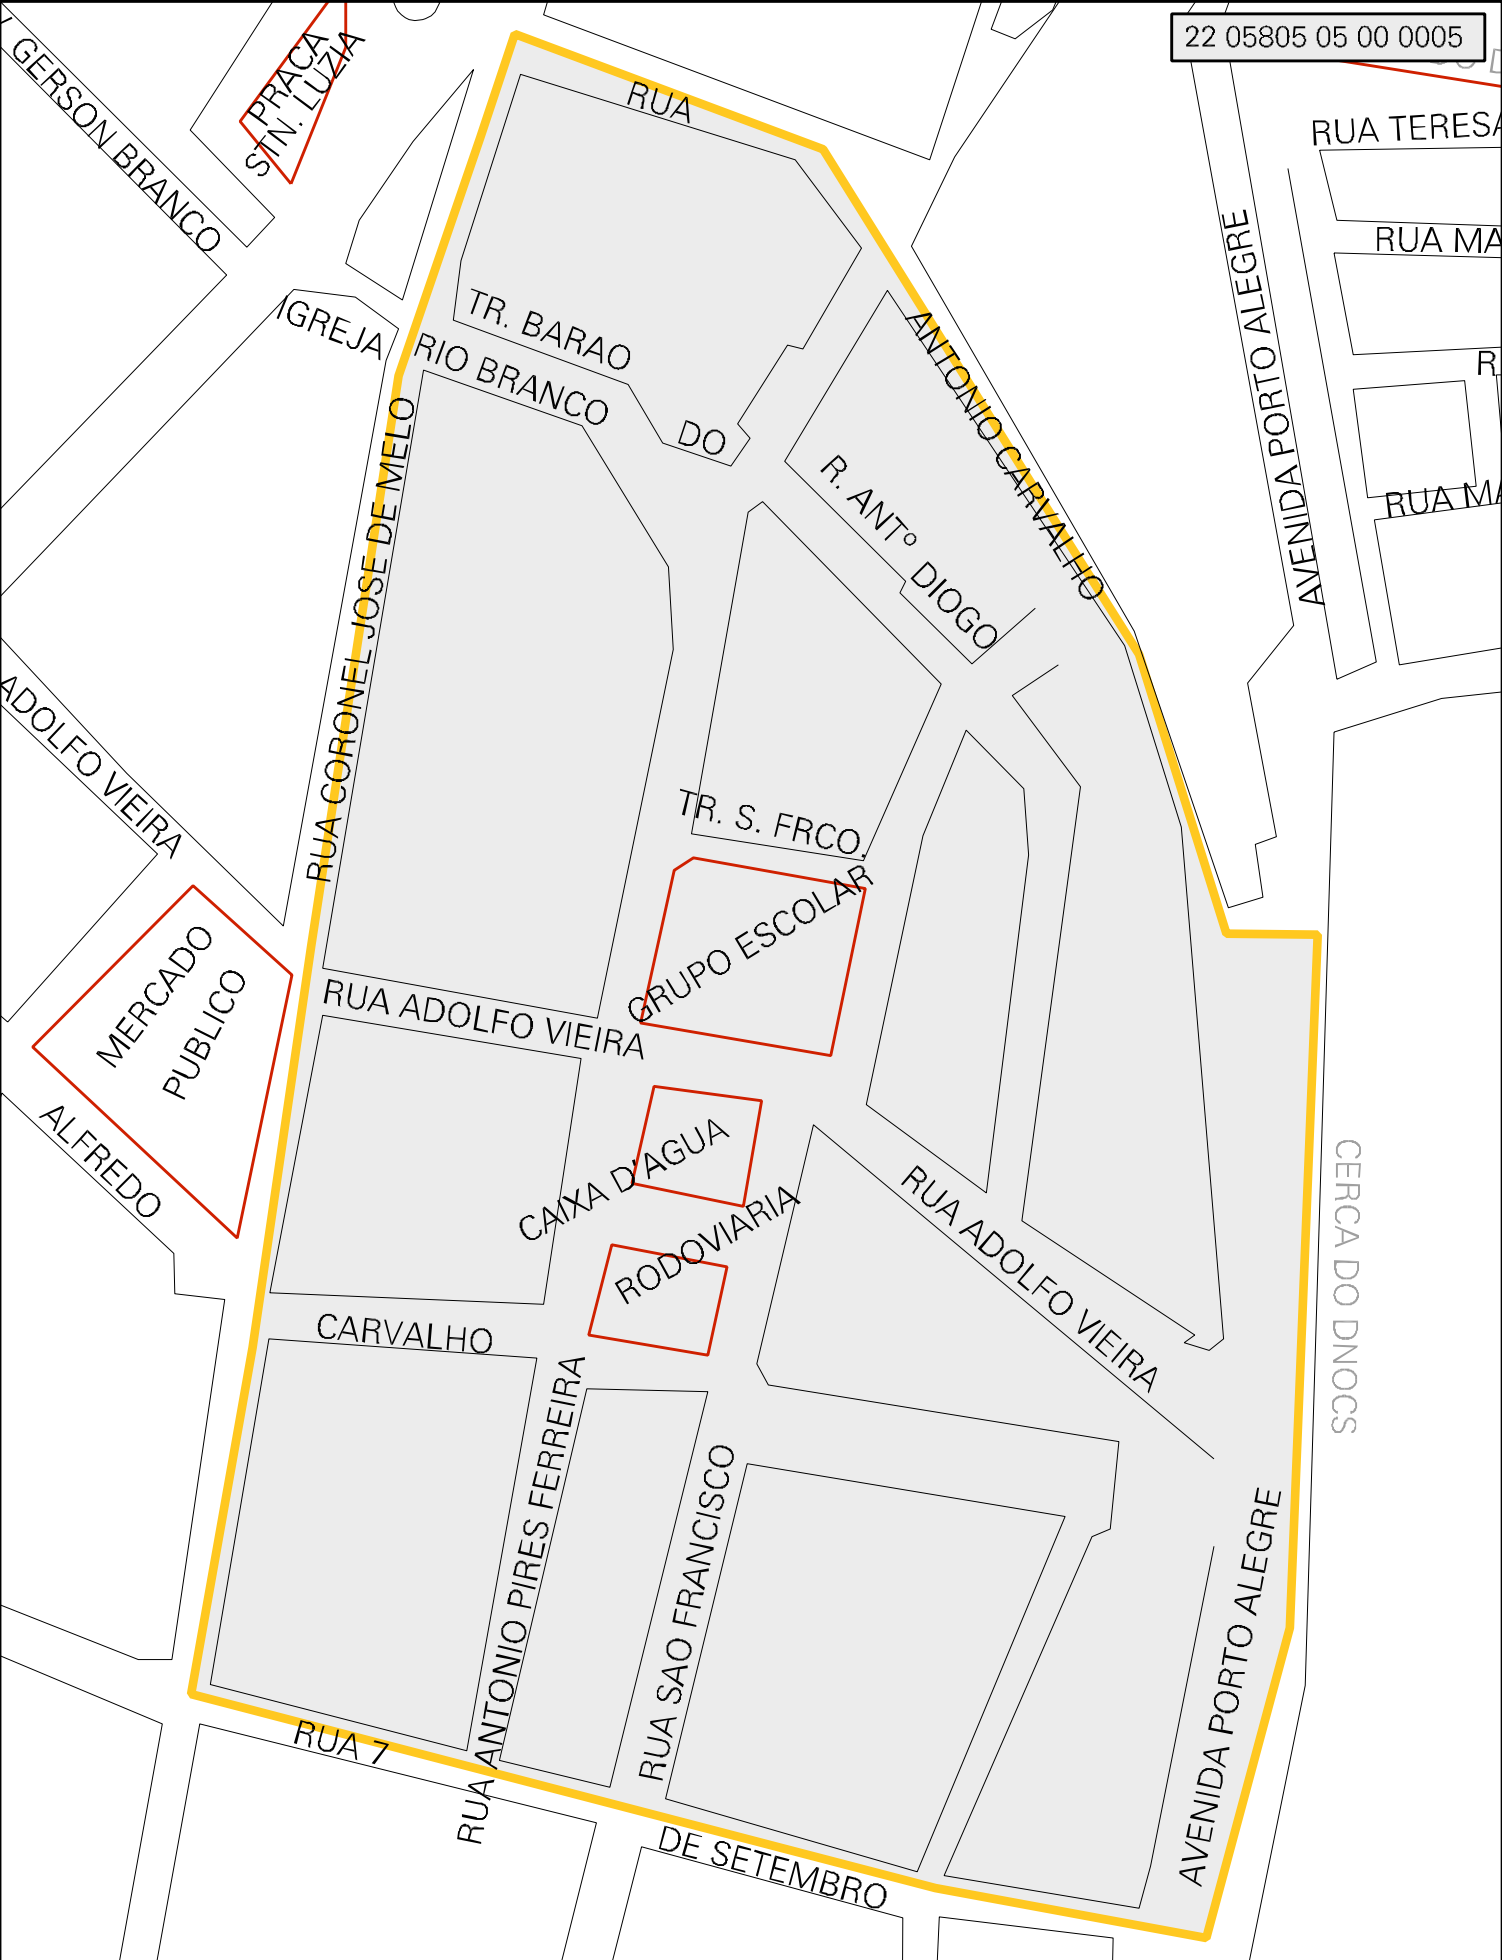 22 05805 05 00 0005
PRACA
STN. LUZIA
GERSON BRANCO
RUA
RUA TERESA
RUA MA
AVENIDA PORTO ALEGRE
IGREJA
TR. BARAO
RIO BRANCO
DO
ANTONIO CARVALHO
R. ANTº DIOGO
RUA MA
RUA CORONEL JOSE DE MELO
ADOLFO VIEIRA
TR. S. FRCO.
GRUPO ESCOLAR
MERCADO
PUBLICO
RUA ADOLFO VIEIRA
ALFREDO
CAIXA D'AGUA
RODOVIARIA
RUA ADOLFO VIEIRA
CERCA DO DNOCS
CARVALHO
RUA ANTONIO PIRES FERREIRA
RUA SAO FRANCISCO
AVENIDA PORTO ALEGRE
RUA 7
DE SETEMBRO